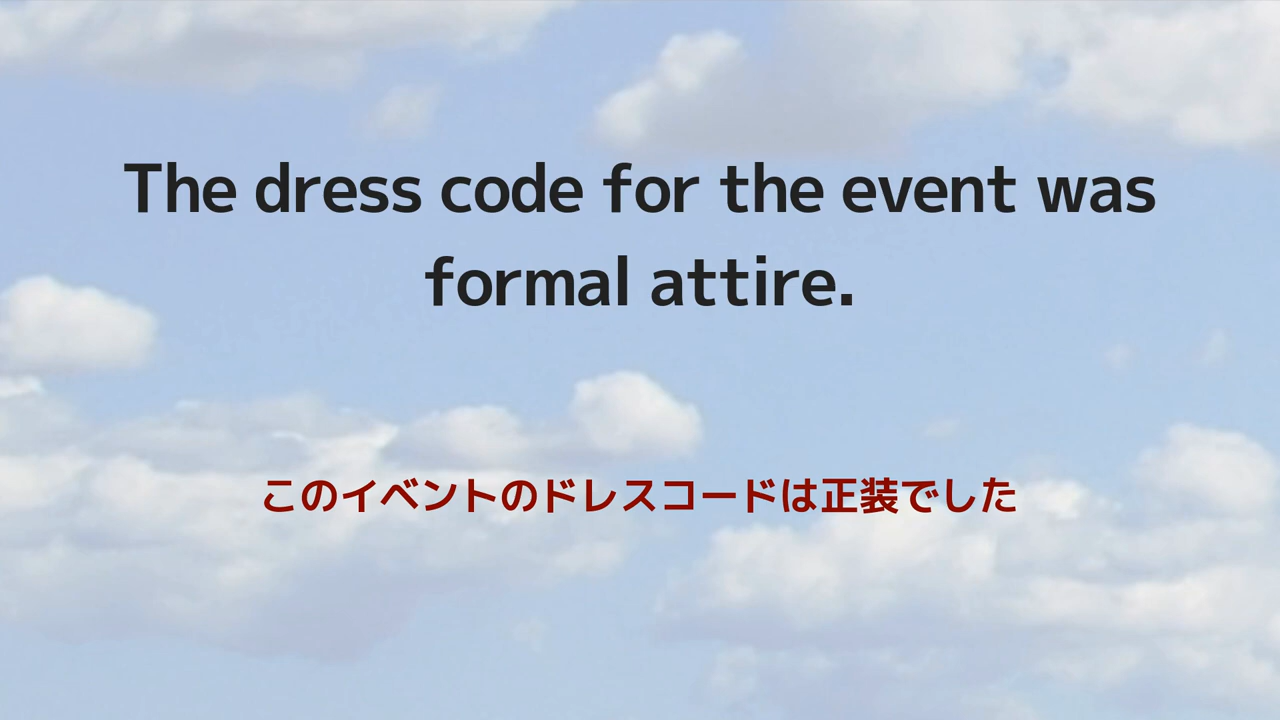 The dress code for the event was
formal attire.
このイベントのドレスコードは正装でした